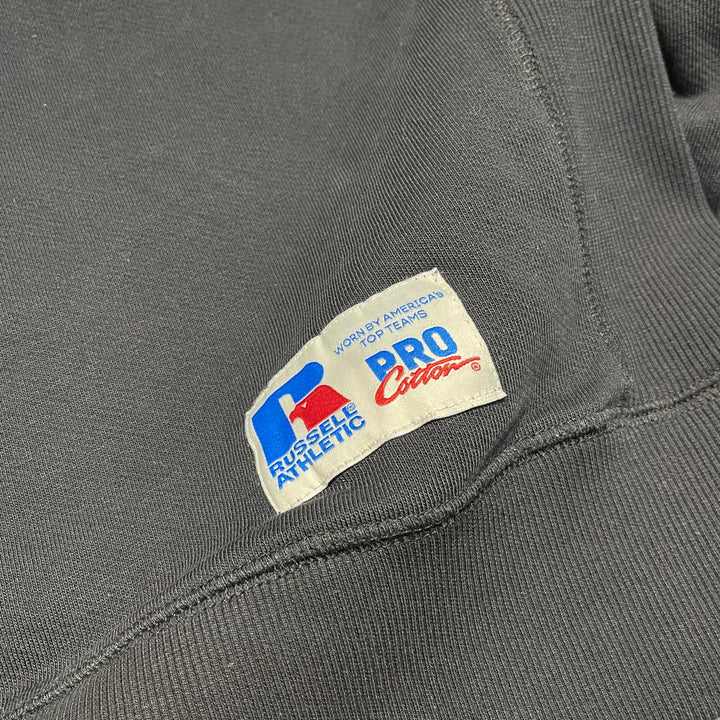 WORN BY AMERICA's
TOP TEAMS
PRO
Cotton®
RUSSELL®
ATHLETIC